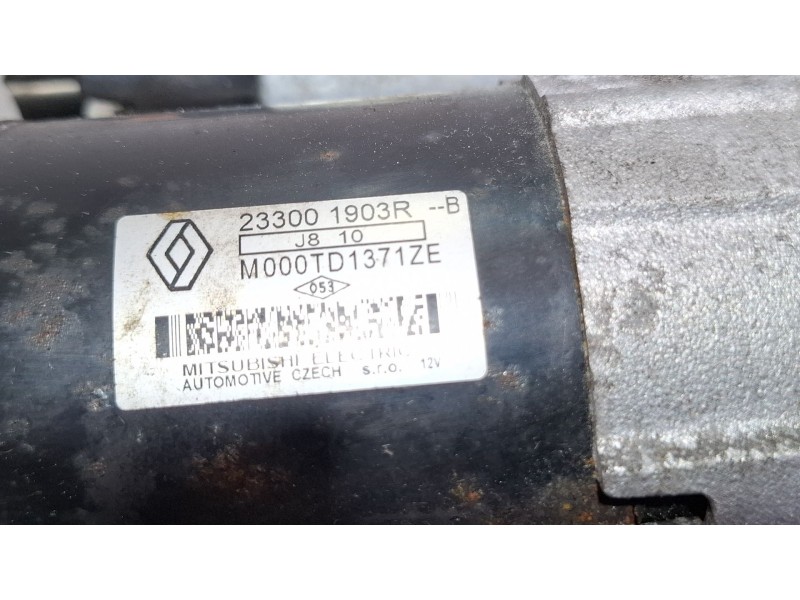 23300 1903R --B
J8 10
M000TD1371ZE
053
MITSUBISHI ELECTRIC
AUTOMOTIVE CZECH s.r.o. 12V